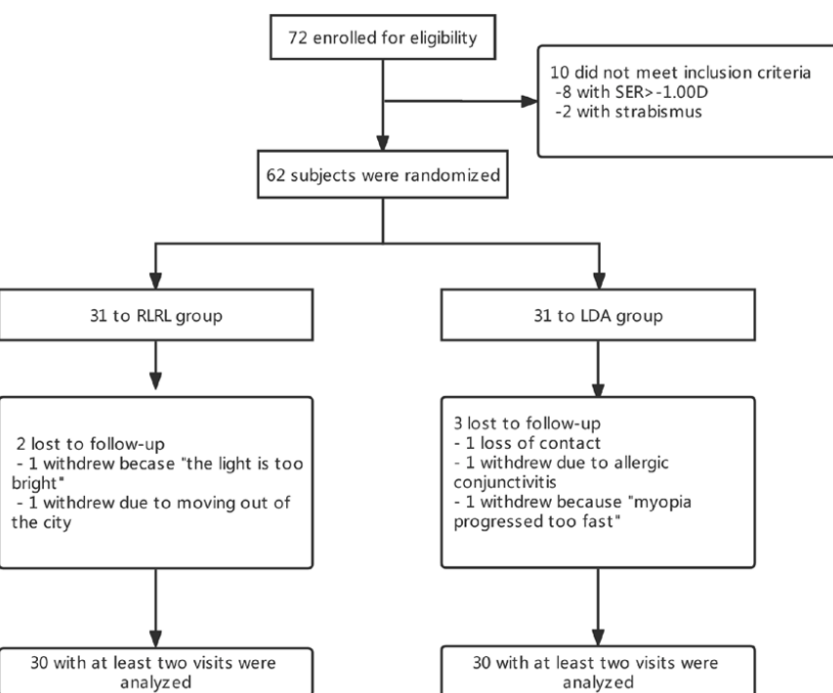 72 enrolled for eligibility
10 did not meet inclusion criteria
-8 with SER>-1.00D
-2 with strabismus
62 subjects were randomized
31 to RLRL group
31 to LDA group
2 lost to follow-up
- 1 withdrew becase "the light is too
bright"
- 1 withdrew due to moving out of
the city
3 lost to follow-up
- 1 loss of contact
- 1 withdrew due to allergic
conjunctivitis
- 1 withdrew because "myopia
progressed too fast"
30 with at least two visits were
analyzed
30 with at least two visits were
analyzed